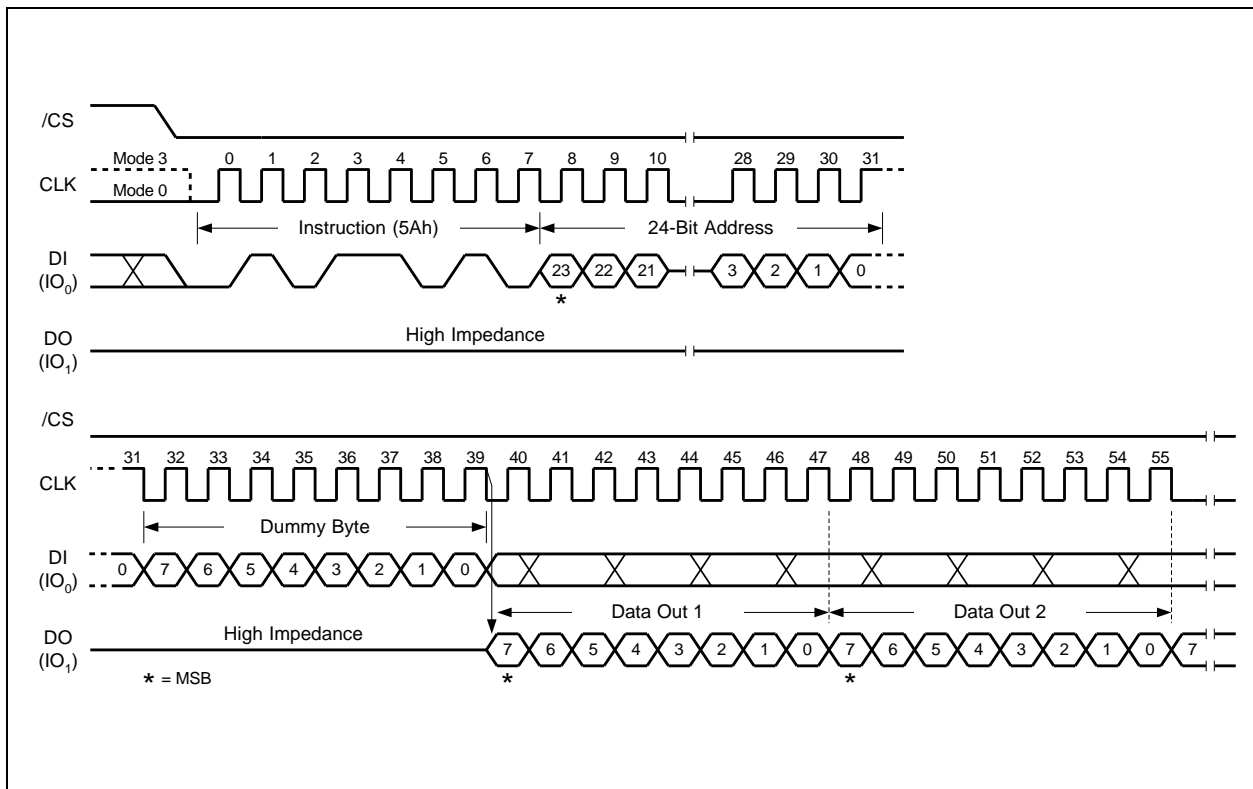 /CS
Mode 3 0 1 2 3 4 5 6 7 8 9 10 28 29 30 31
CLK
Mode 0
Instruction (5Ah) 24-Bit Address
DI
(IO0) 23 22 21 3 2 1 0
*
DO High Impedance
(IO1)
/CS
31 32 33 34 35 36 37 38 39 40 41 42 43 44 45 46 47 48 49 50 51 52 53 54 55
CLK
Dummy Byte
DI
(IO0) 0 7 6 5 4 3 2 1 0
Data Out 1 Data Out 2
DO High Impedance
(IO1) 7 6 5 4 3 2 1 0 7 6 5 4 3 2 1 0 7
* = MSB * *